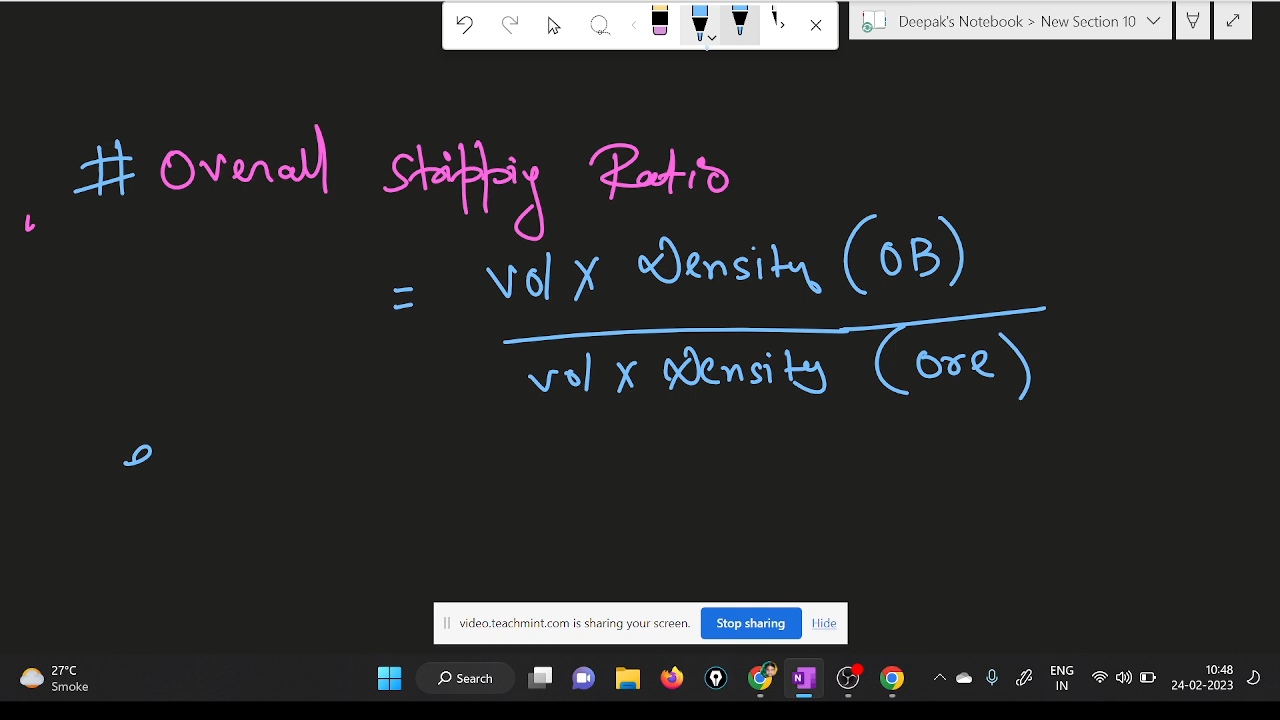 Deepak's Notebook > New Section 10
# Overall Stripping Ratio
= Vol X Density (OB)
Vol X Density (Ore)
video.teachmint.com is sharing your screen. Stop sharing Hide
27°C
Smoke
Search
ENG
IN
10:48
24-02-2023